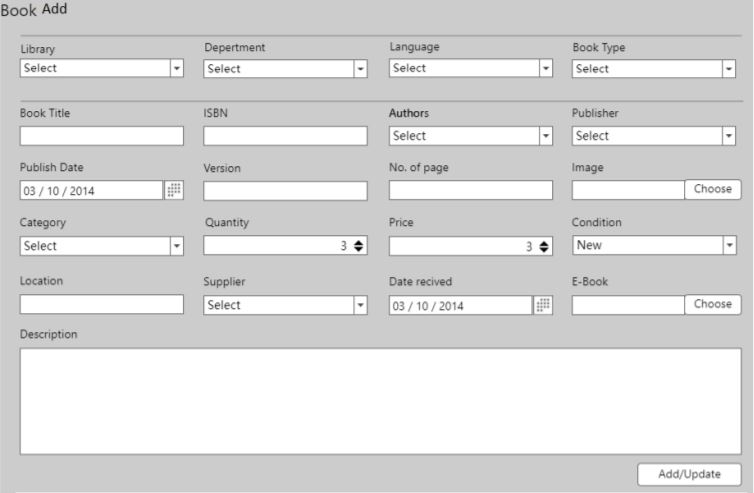 Book Add
Library Department Language Book Type
Select Select Select Select
Book Title ISBN Authors Publisher
Select Select
Publish Date Version No. of page Image
03 / 10 / 2014 Choose
Category Quantity Price Condition
Select 3 3 New
Location Supplier Date recived E-Book
Select 03 / 10 / 2014 Choose
Description
Add/Update